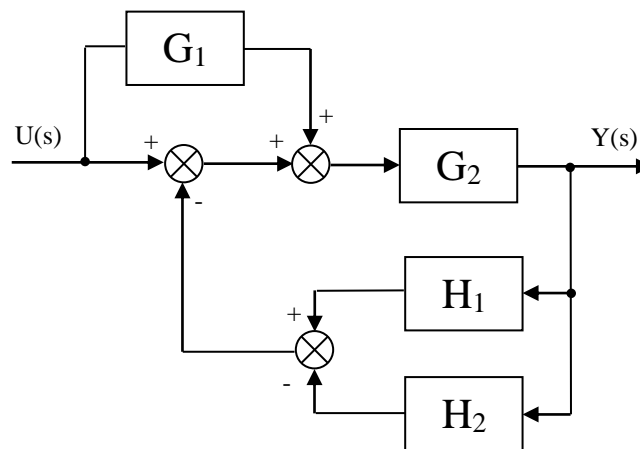 G₁
U(s)
+
+
+
Y(s)
G₂
-
H₁
+
-
H₂